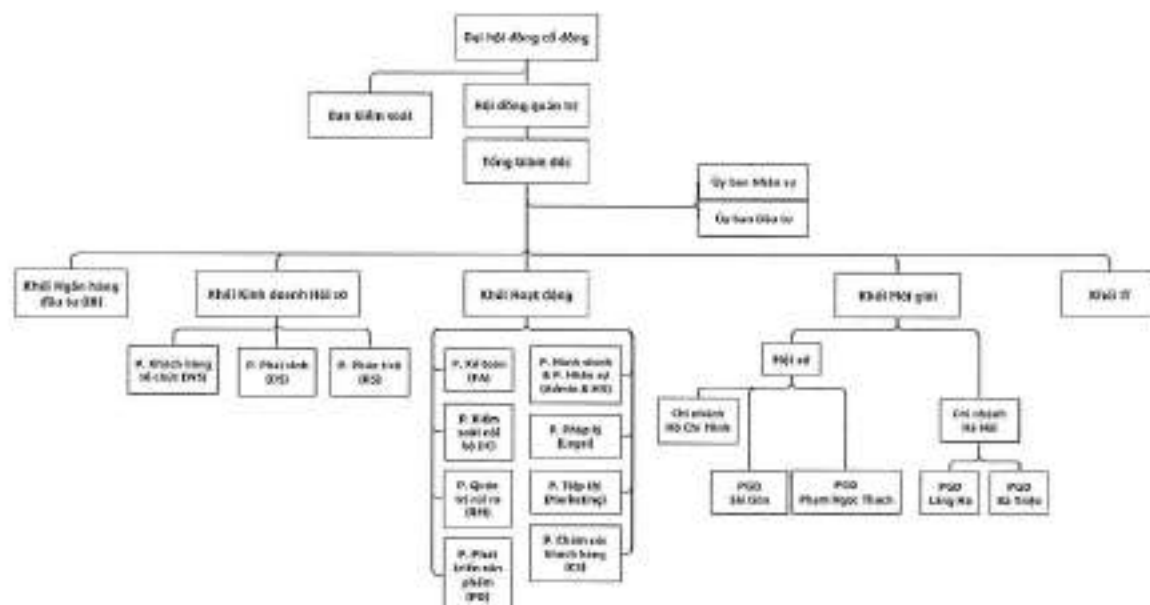 Đại hội đồng cổ đông
Ban kiểm soát
Hội đồng quản trị
Tổng Giám đốc
Ủy ban Nhân sự
Ủy ban Đầu tư
Khối Ngân hàng
đầu tư (IB)
Khối Kinh doanh Hội sở
Khối Hoạt động
Khối Môi giới
Khối IT
P. Khách hàng
tổ chức
P. Phái sinh
P. Phân tích
(RS)
P. Kế toán
(FA)
P. Hành chính
& P. Nhân sự
(Admin & HR)
P. Kiểm
soát nội
bộ (IC)
P. Pháp lý
(Legal)
P. Quản
trị rủi ro
(RM)
P. Tiếp thị
(Marketing)
P. Phát
triển sản
phẩm
(PD)
P. Chăm sóc
khách hàng
(CS)
Hội sở
Chi nhánh
Hồ Chí Minh
Chi nhánh
Hà Nội
PGD
Sài Gòn
PGD
Phạm Ngọc Thạch
PGD
Láng Hạ
PGD
Bà Triệu